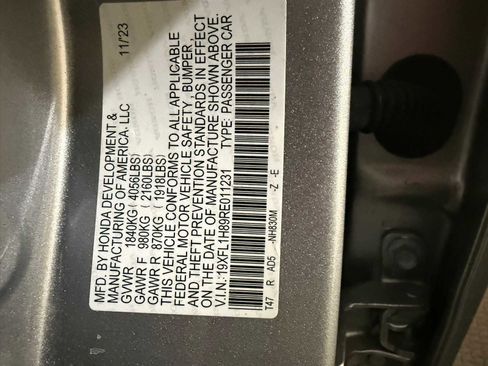 MFD. BY HONDA DEVELOPMENT &
MANUFACTURING OF AMERICA, LLC 11/'23
GVWR 1840KG(4056LBS)
GAWR F 980KG(2160LBS)
GAWR R 870KG(1918LBS)
THIS VEHICLE CONFORMS TO ALL APPLICABLE
FEDERAL MOTOR VEHICLE SAFETY, BUMPER,
AND THEFT PREVENTION STANDARDS IN EFFECT
ON THE DATE OF MANUFACTURE SHOWN ABOVE.
V.I.N.:19XFL1H89RE011231 TYPE: PASSENGER CAR
T47 R AD5 -NH830M -Z -E